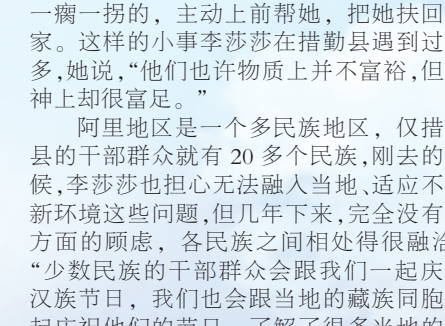 一瘸一拐的，主动上前帮她，把她扶回
家。这样的小事李莎莎在措勤县遇到过
多，她说，“他们也许物质上并不富裕，但
神上却很富足。”
阿里地区是一个多民族地区，仅措
县的干部群众就有 20 多个民族，刚去的
候，李莎莎也担心无法融入当地、适应不
新环境这些问题，但几年下来，完全没有
方面的顾虑，各民族之间相处得很融洽
“少数民族的干部群众会跟我们一起庆
汉族节日，我们也会跟当地的藏族同胞
起庆祝他们的节日，了解了很多当地的